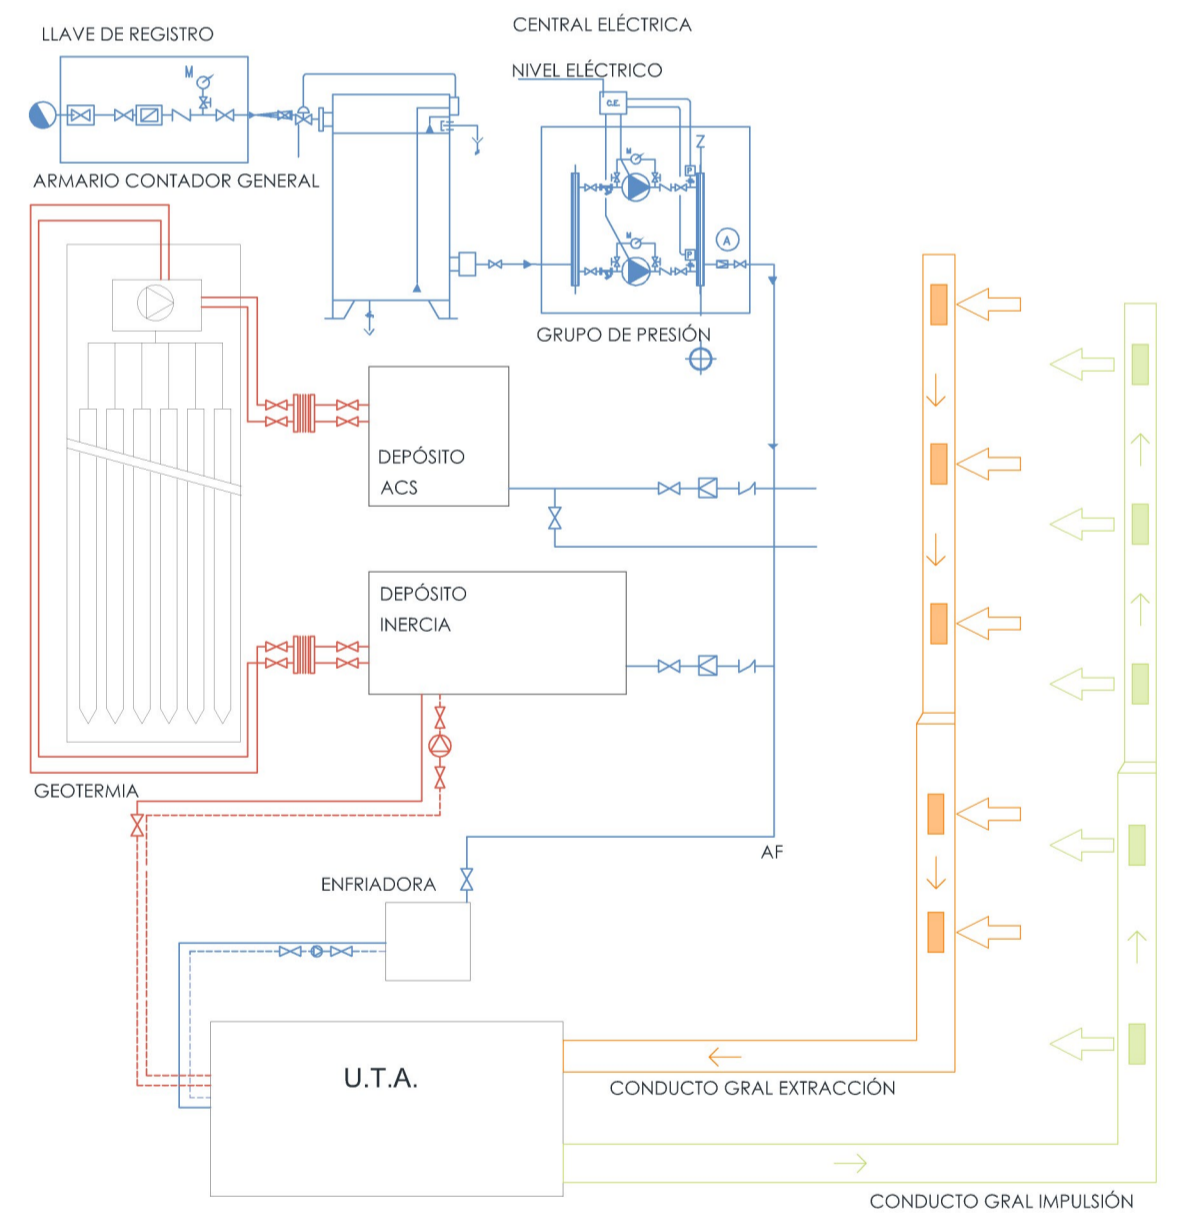 LLAVE DE REGISTRO
CENTRAL ELÉCTRICA
NIVEL ELÉCTRICO
M
C.E.
Z
M
P
ARMARIO CONTADOR GENERAL
M
P
A
GRUPO DE PRESIÓN
DEPÓSITO
ACS
DEPÓSITO
INERCIA
GEOTERMIA
AF
ENFRIADORA
U.T.A.
CONDUCTO GRAL EXTRACCIÓN
CONDUCTO GRAL IMPULSIÓN